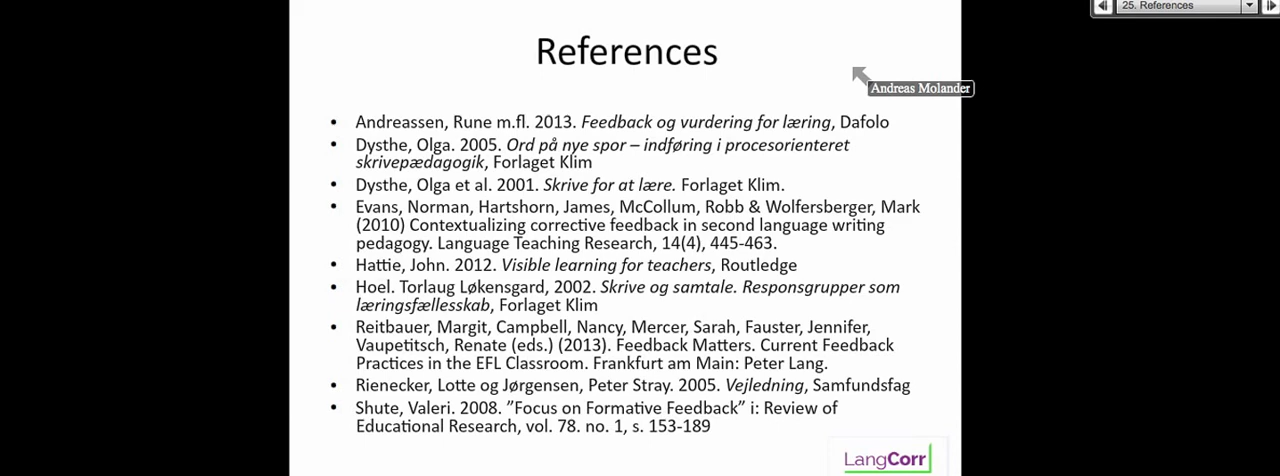 25. References
References
Andreas Molander
• Andreassen, Rune m.fl. 2013. Feedback og vurdering for læring, Dafolo
• Dysthe, Olga. 2005. Ord på nye spor – indføring i procesorienteret
skrivepædagogik, Forlaget Klim
• Dysthe, Olga et al. 2001. Skrive for at lære. Forlaget Klim.
• Evans, Norman, Hartshorn, James, McCollum, Robb & Wolfersberger, Mark
(2010) Contextualizing corrective feedback in second language writing
pedagogy. Language Teaching Research, 14(4), 445-463.
• Hattie, John. 2012. Visible learning for teachers, Routledge
• Hoel. Torlaug Løkensgard, 2002. Skrive og samtale. Responsgrupper som
læringsfællesskab, Forlaget Klim
• Reitbauer, Margit, Campbell, Nancy, Mercer, Sarah, Fauster, Jennifer,
Vaupetitsch, Renate (eds.) (2013). Feedback Matters. Current Feedback
Practices in the EFL Classroom. Frankfurt am Main: Peter Lang.
• Rienecker, Lotte og Jørgensen, Peter Stray. 2005. Vejledning, Samfundsfag
• Shute, Valeri. 2008. ”Focus on Formative Feedback” i: Review of
Educational Research, vol. 78. no. 1, s. 153-189
LangCorr